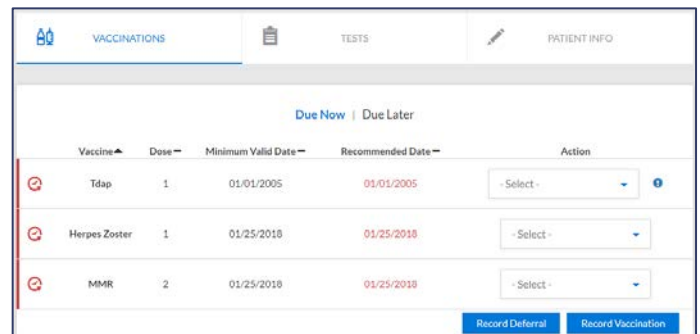 VACCINATIONS TESTS PATIENT INFO
Due Now | Due Later
Vaccine Dose Minimum Valid Date Recommended Date Action
Tdap 1 01/01/2005 01/01/2005 - Select -
Herpes Zoster 1 01/25/2018 01/25/2018 - Select -
MMR 2 01/25/2018 01/25/2018 - Select -
Record Deferral Record Vaccination